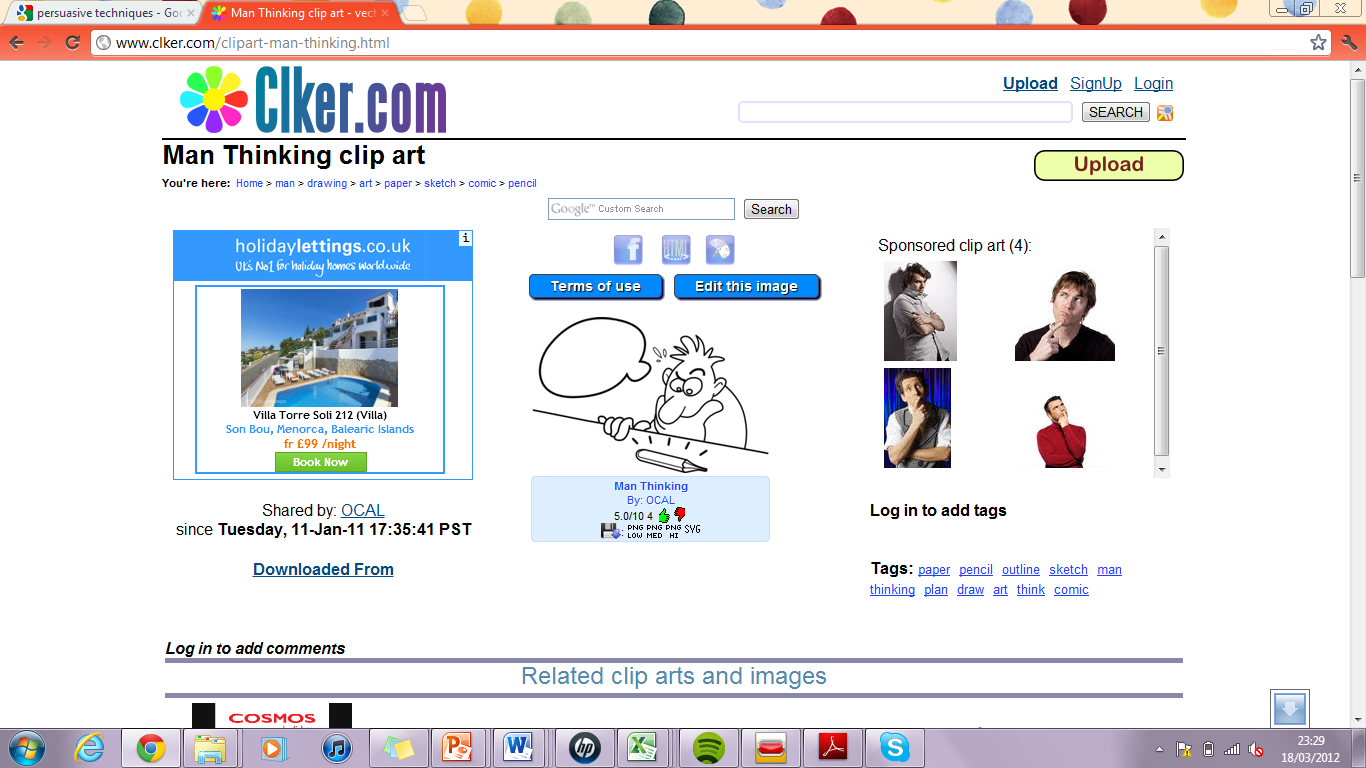 persuasive techniques - Goo
Man Thinking clip art - vect
www.clker.com/clipart-man-thinking.html
Clker.com
Upload SignUp Login
SEARCH
Man Thinking clip art
Upload
You're here: Home > man > drawing > art > paper > sketch > comic > pencil
Google™ Custom Search
Search
holidaylettings.co.uk
UK's No1 for holiday homes worldwide
i
Villa Torre Soli 212 (Villa)
Son Bou, Menorca, Balearic Islands
fr £99 /night
Book Now
Shared by: OCAL
since Tuesday, 11-Jan-11 17:35:41 PST
Downloaded From
f
HTML
Terms of use
Edit this image
Man Thinking
By: OCAL
5.0/10 4
: PNG LOW PNG MED PNG HI SVG
Sponsored clip art (4):
Log in to add tags
Tags: paper pencil outline sketch man
thinking plan draw art think comic
Log in to add comments
Related clip arts and images
COSMOS
P
W
hp
X
S
23:29
18/03/2012